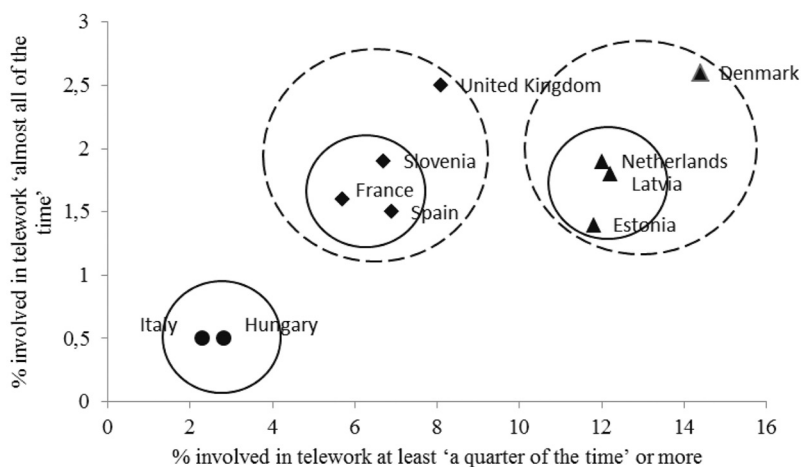 % involved in telework 'almost all of the
time'
3
2,5
2
1,5
1
0,5
0
United Kingdom
Denmark
Slovenia
Netherlands
France
Latvia
Spain
Estonia
Italy
Hungary
0 2 4 6 8 10 12 14 16
% involved in telework at least 'a quarter of the time' or more